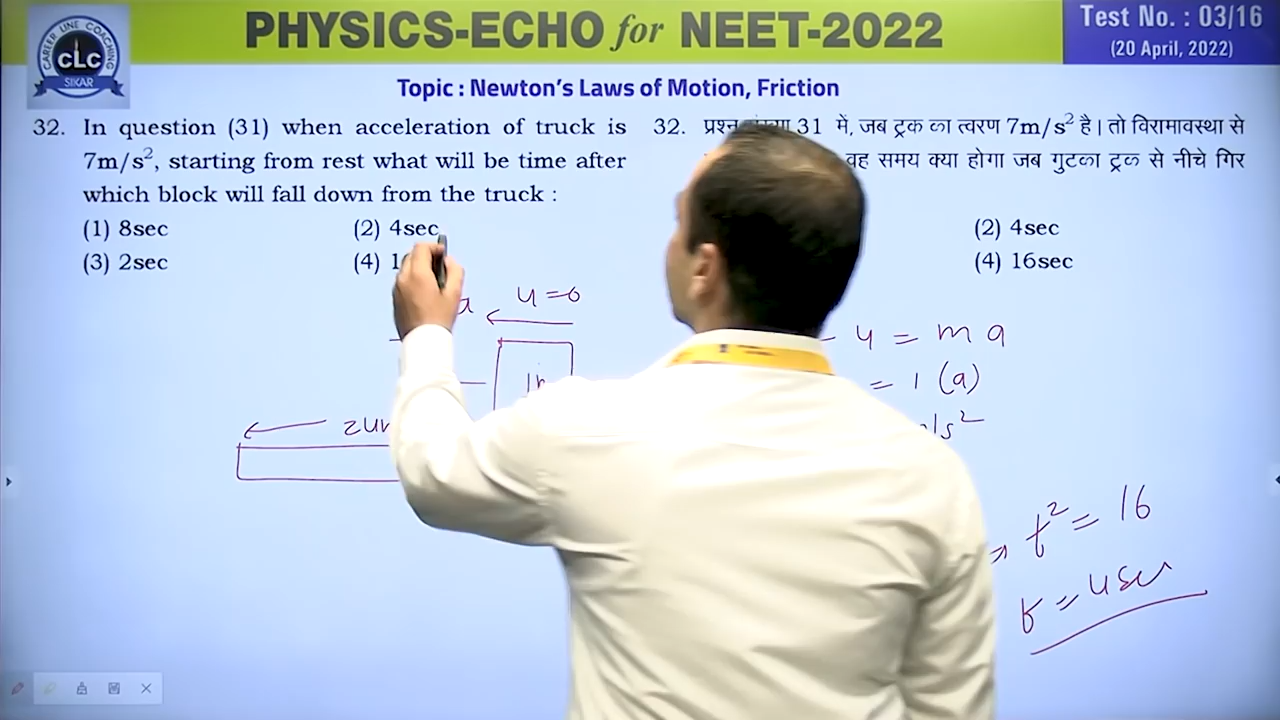 PHYSICS-ECHO for NEET-2022
Test No. : 03/16
(20 April, 2022)
CAREER LINE COACHING
CLC
SIKAR
Topic : Newton's Laws of Motion, Friction
32. In question (31) when acceleration of truck is
7m/s², starting from rest what will be time after
which block will fall down from the truck :
(1) 8sec (2) 4sec
(3) 2sec (4)
32. प्रश्न 31 में, जब ट्रक का त्वरण 7m/s² है। तो विरामावस्था से
वह समय क्या होगा जब गुटका ट्रक से नीचे गिर
(2) 4sec
(4) 16sec
a u=0
- 4 = ma
= 1 (a)
t² = 16
t = 4sec